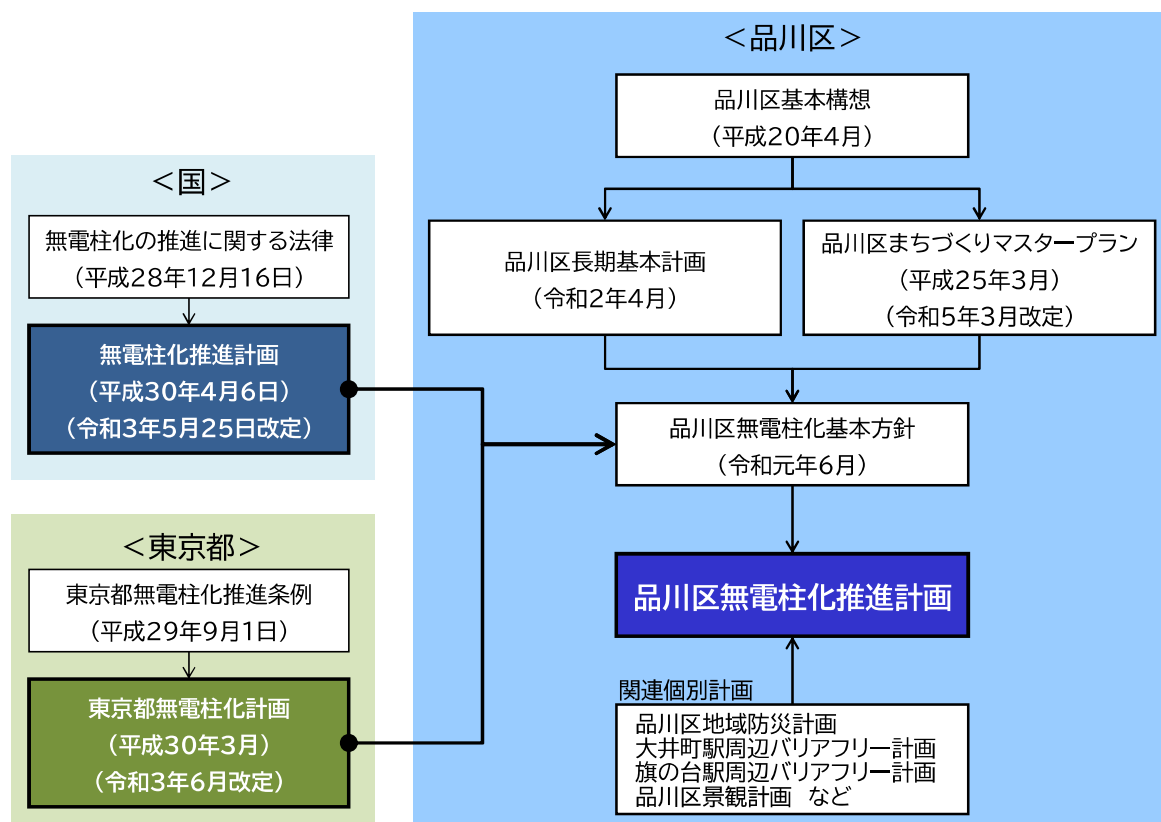 ＜国＞
無電柱化の推進に関する法律
（平成28年12月16日）
無電柱化推進計画
（平成30年4月6日）
（令和3年5月25日改定）
＜東京都＞
東京都無電柱化推進条例
（平成29年9月1日）
東京都無電柱化計画
（平成30年3月）
（令和3年6月改定）
＜品川区＞
品川区基本構想
（平成20年4月）
品川区長期基本計画
（令和2年4月）
品川区まちづくりマスタープラン
（平成25年3月）
（令和5年3月改定）
品川区無電柱化基本方針
（令和元年6月）
品川区無電柱化推進計画
関連個別計画
品川区地域防災計画
大井町駅周辺バリアフリー計画
旗の台駅周辺バリアフリー計画
品川区景観計画　など